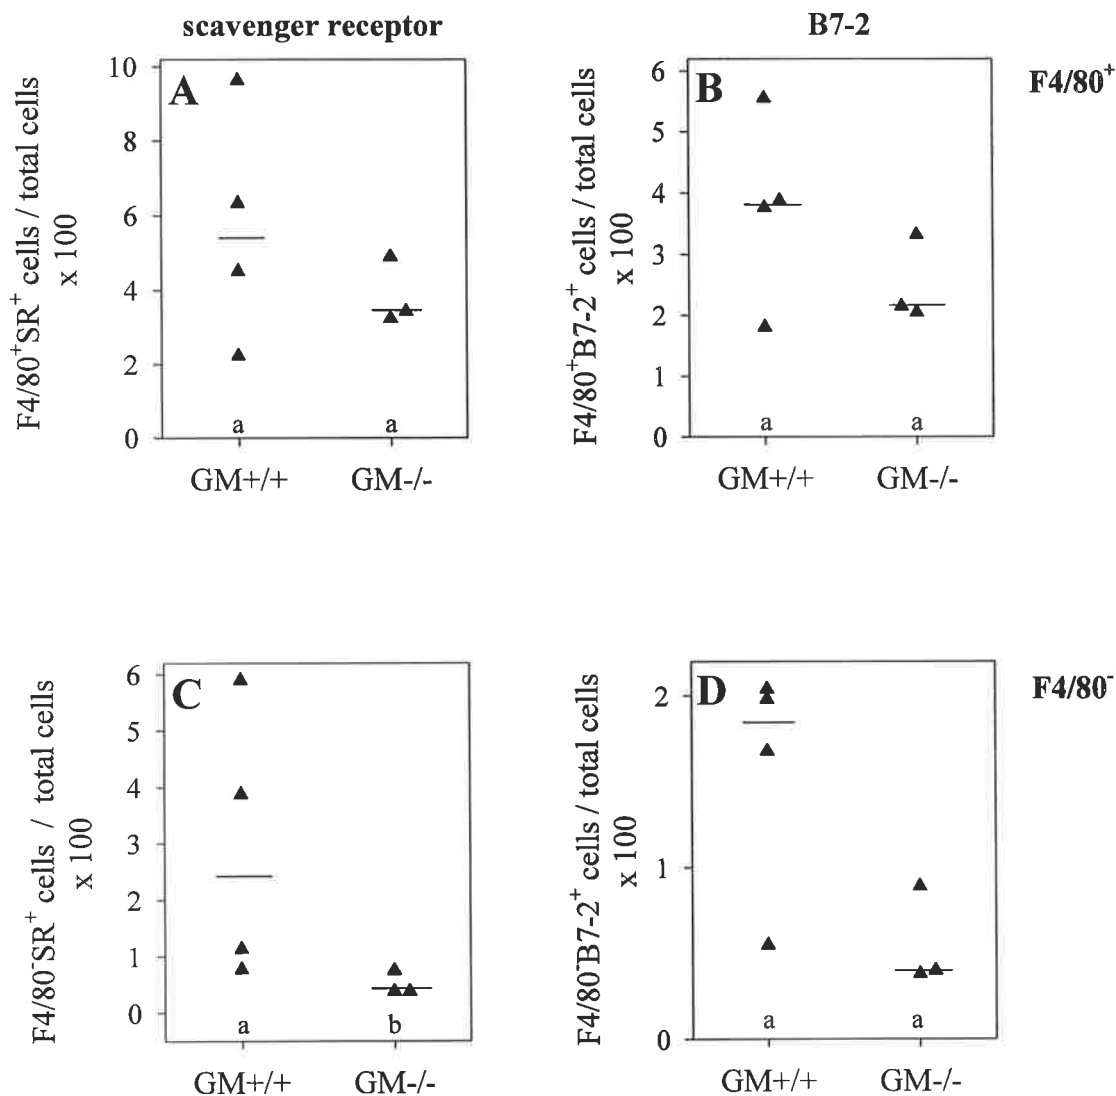 scavenger receptor
B7-2
F4/80⁺
A
F4/80⁺SR⁺ cells / total cells
x 100
10
8
6
4
2
0
a
a
GM+/+
GM-/-
B
F4/80⁺B7-2⁺ cells / total cells
x 100
6
5
4
3
2
1
0
a
a
GM+/+
GM-/-
F4/80⁻
C
F4/80⁻SR⁺ cells / total cells
x 100
6
5
4
3
2
1
0
a
b
GM+/+
GM-/-
D
F4/80⁻B7-2⁺ cells / total cells
x 100
2
1
0
a
a
GM+/+
GM-/-